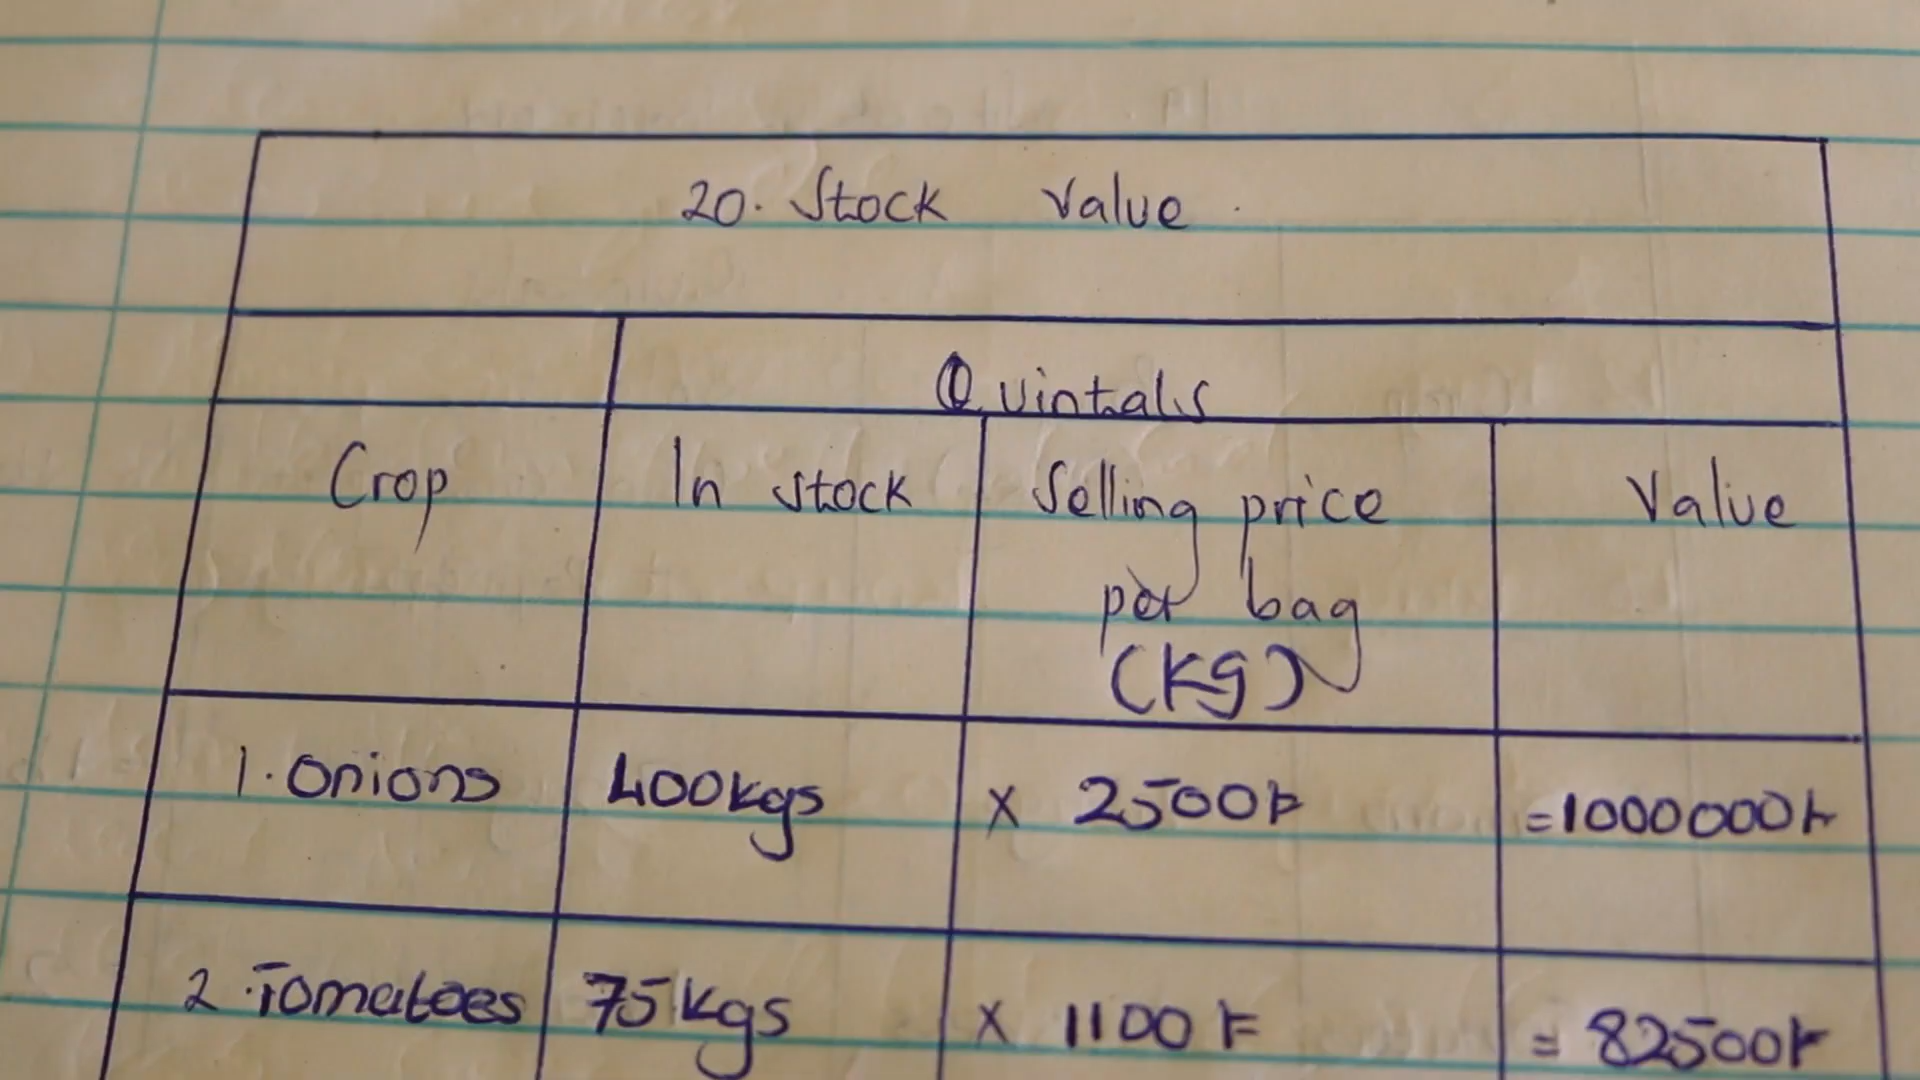 20. Stock Value.
Quintals
Crop In stock Selling price Value
per bag
(Kg)
1. Onions 400kgs x 2500F =1000000F
2. Tomatoes 75Kgs x 1100F = 82500F